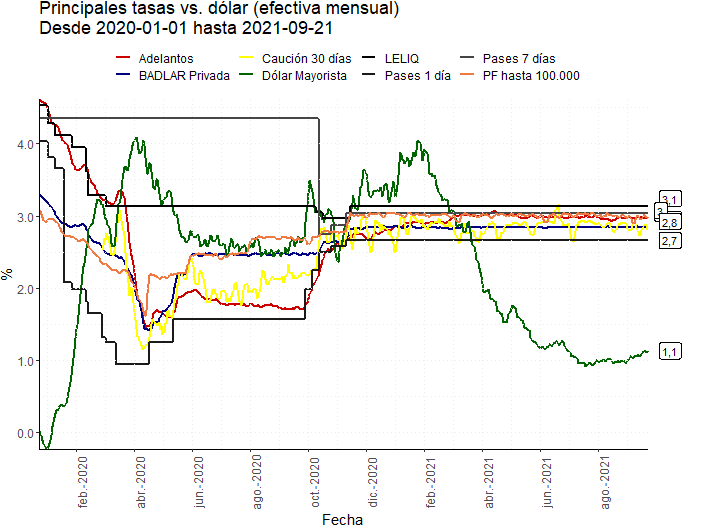 Principales tasas vs. dólar (efectiva mensual)
Desde 2020-01-01 hasta 2021-09-21
Adelantos Caución 30 días LELIQ Pases 7 días
BADLAR Privada Dólar Mayorista Pases 1 día PF hasta 100.000
%
4.0
3.0
2.0
1.0
0.0
3,1
2,8
2,7
1,1
feb.-2020 abr.-2020 jun.-2020 ago.-2020 oct.-2020 dic.-2020 feb.-2021 abr.-2021 jun.-2021 ago.-2021
Fecha